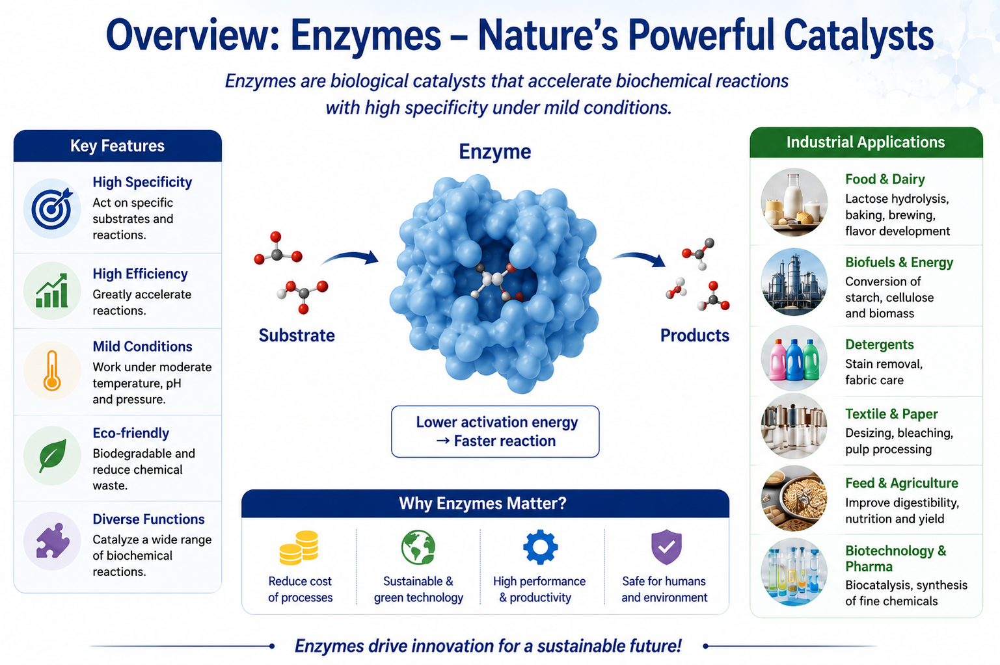 Overview: Enzymes – Nature's Powerful Catalysts
Enzymes are biological catalysts that accelerate biochemical reactions
with high specificity under mild conditions.
Key Features
High Specificity
Act on specific
substrates and
reactions.
High Efficiency
Greatly accelerate
reactions.
Mild Conditions
Work under moderate
temperature, pH
and pressure.
Eco-friendly
Biodegradable and
reduce chemical
waste.
Diverse Functions
Catalyze a wide range
of biochemical
reactions.
Enzyme
Substrate
Products
Lower activation energy
→ Faster reaction
Why Enzymes Matter?
Reduce cost
of processes
Sustainable &
green technology
High performance
& productivity
Safe for humans
and environment
Industrial Applications
Food & Dairy
Lactose hydrolysis,
baking, brewing,
flavor development
Biofuels & Energy
Conversion of
starch, cellulose
and biomass
Detergents
Stain removal,
fabric care
Textile & Paper
Desizing, bleaching,
pulp processing
Feed & Agriculture
Improve digestibility,
nutrition and yield
Biotechnology &
Pharma
Biocatalysis, synthesis
of fine chemicals
Enzymes drive innovation for a sustainable future!